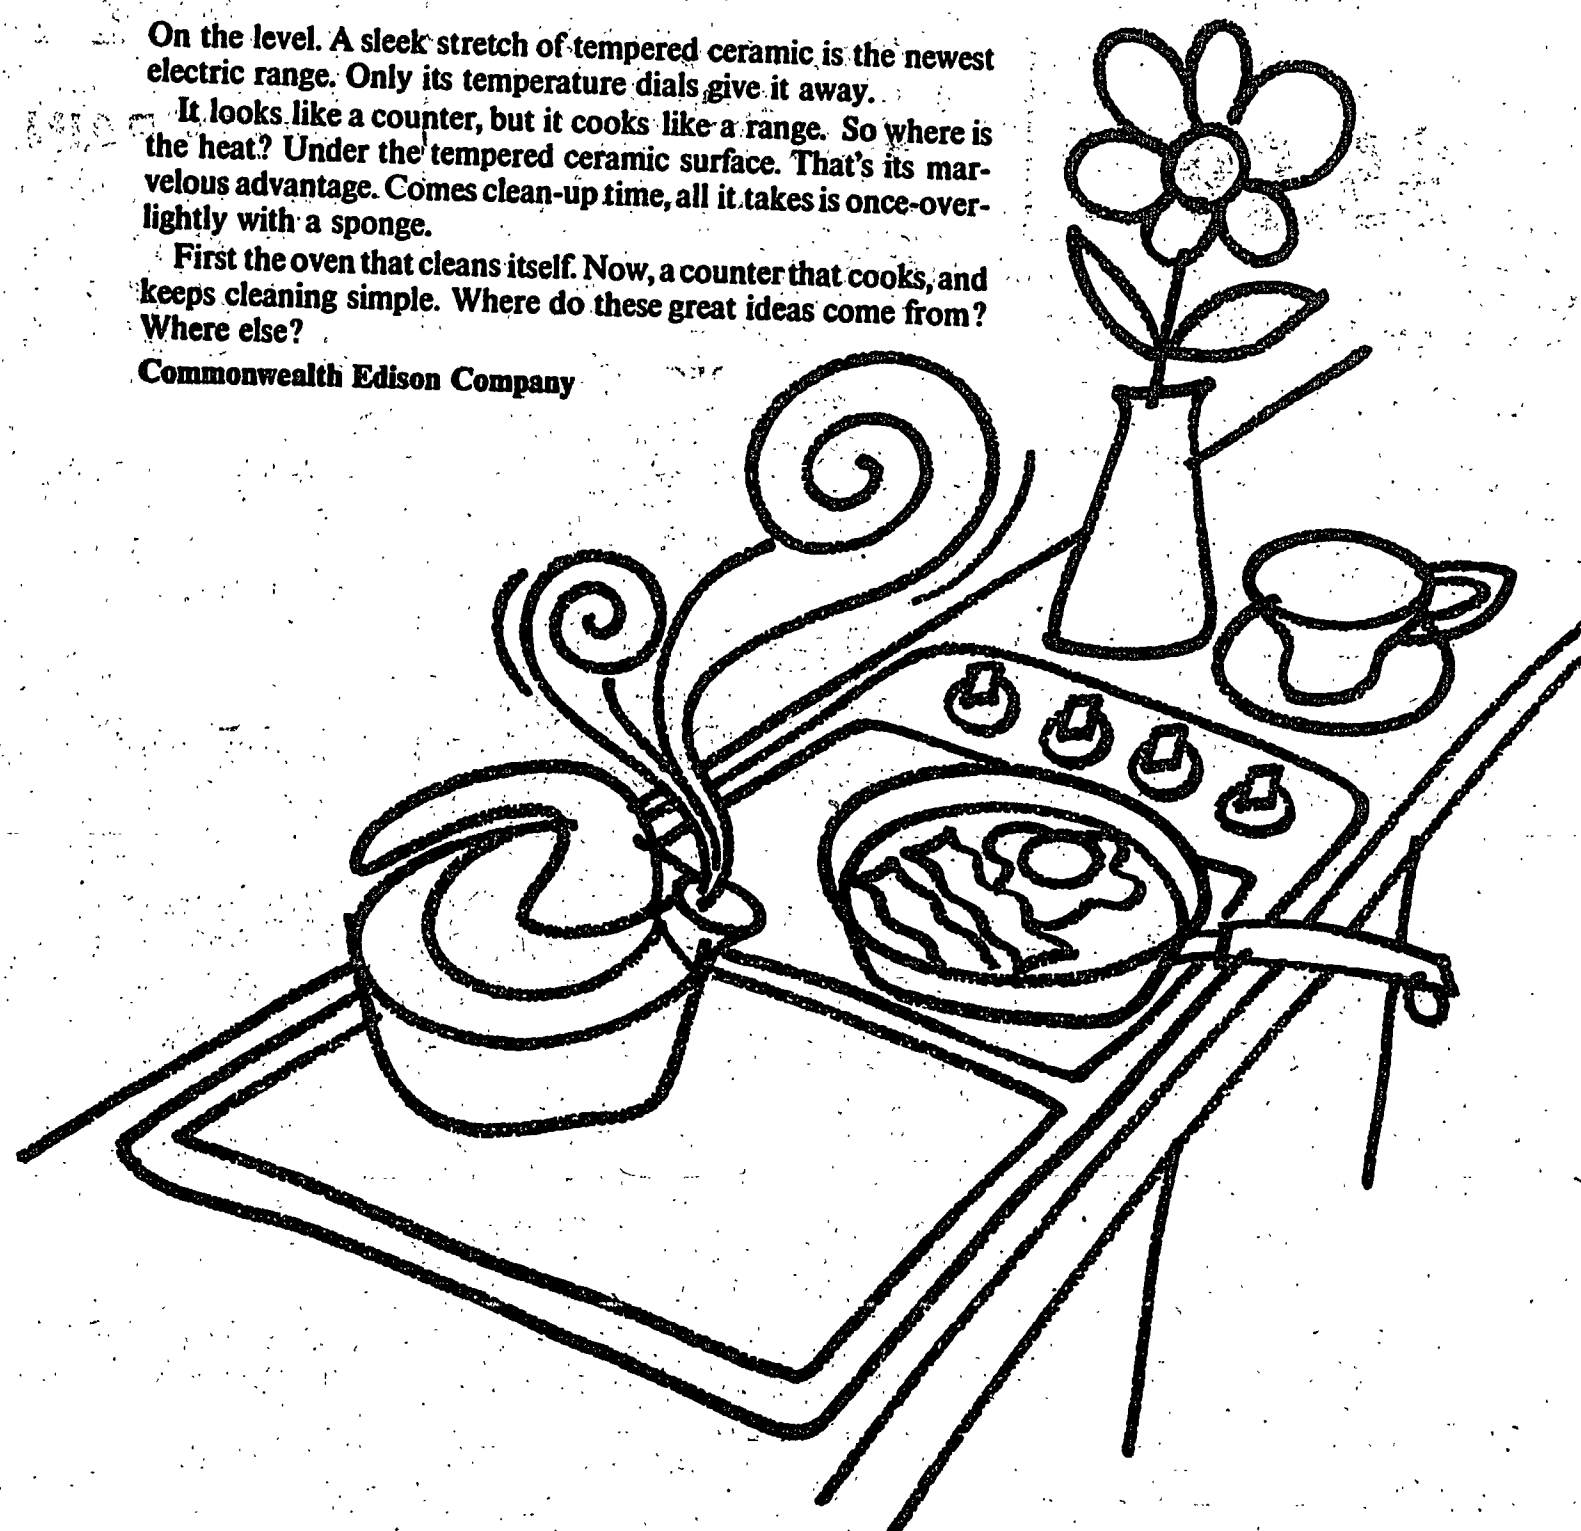 On the level. A sleek stretch of tempered ceramic is the newest
electric range. Only its temperature dials give it away.
It looks like a counter, but it cooks like a range. So where is
the heat? Under the tempered ceramic surface. That's its mar-
velous advantage. Comes clean-up time, all it takes is once-over-
lightly with a sponge.
First the oven that cleans itself. Now, a counter that cooks, and
keeps cleaning simple. Where do these great ideas come from?
Where else?
Commonwealth Edison Company